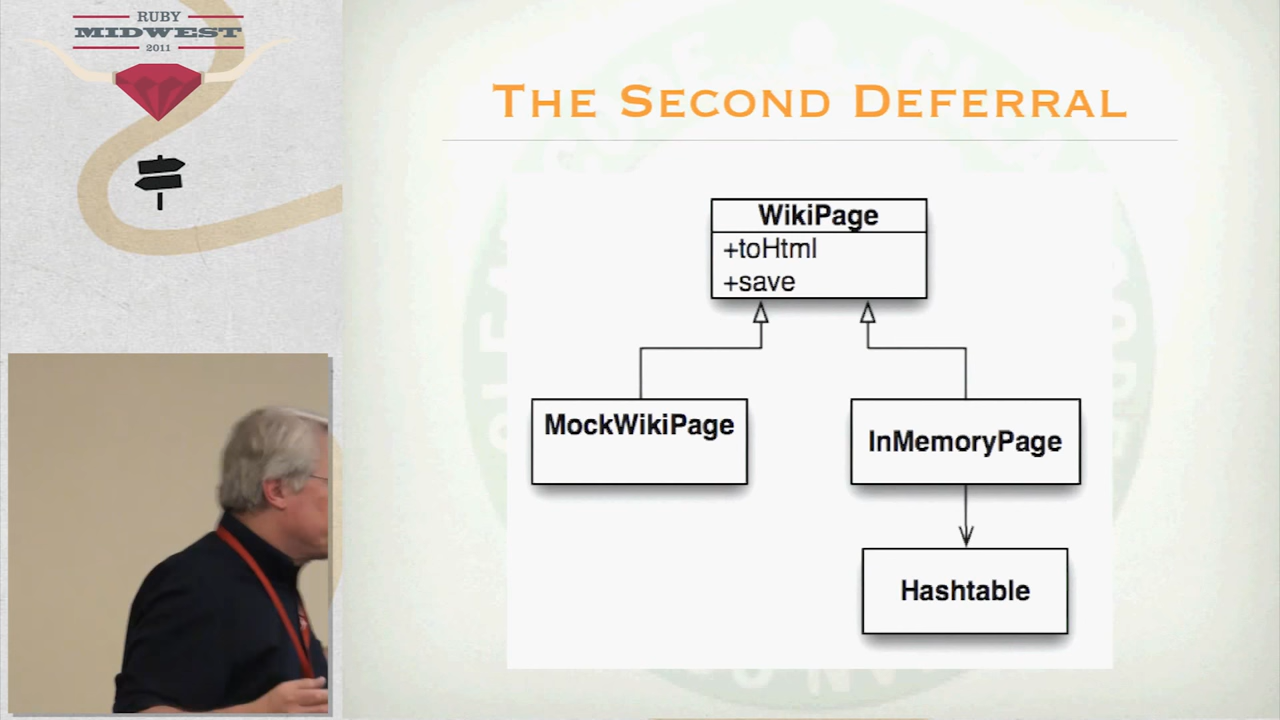 RUBY
MIDWEST
2011
THE SECOND DEFERRAL
WikiPage
+toHtml
+save
MockWikiPage
InMemoryPage
Hashtable